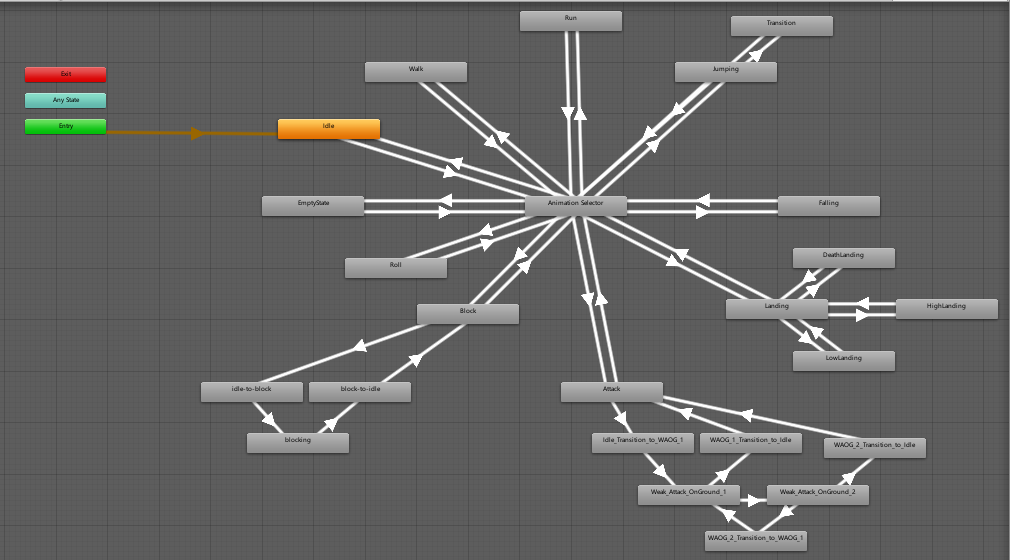 Run
Transition
Walk
Jumping
Exit
Any State
Entry
Idle
EmptyState
Animation Selector
Falling
Roll
DeathLanding
Block
Landing
HighLanding
LowLanding
idle-to-block
block-to-idle
Attack
blocking
Idle_Transition_to_WAOG_1
WAOG_1_Transition_to_Idle
WAOG_2_Transition_to_Idle
Weak_Attack_OnGround_1
Weak_Attack_OnGround_2
WAOG_2_Transition_to_WAOG_1